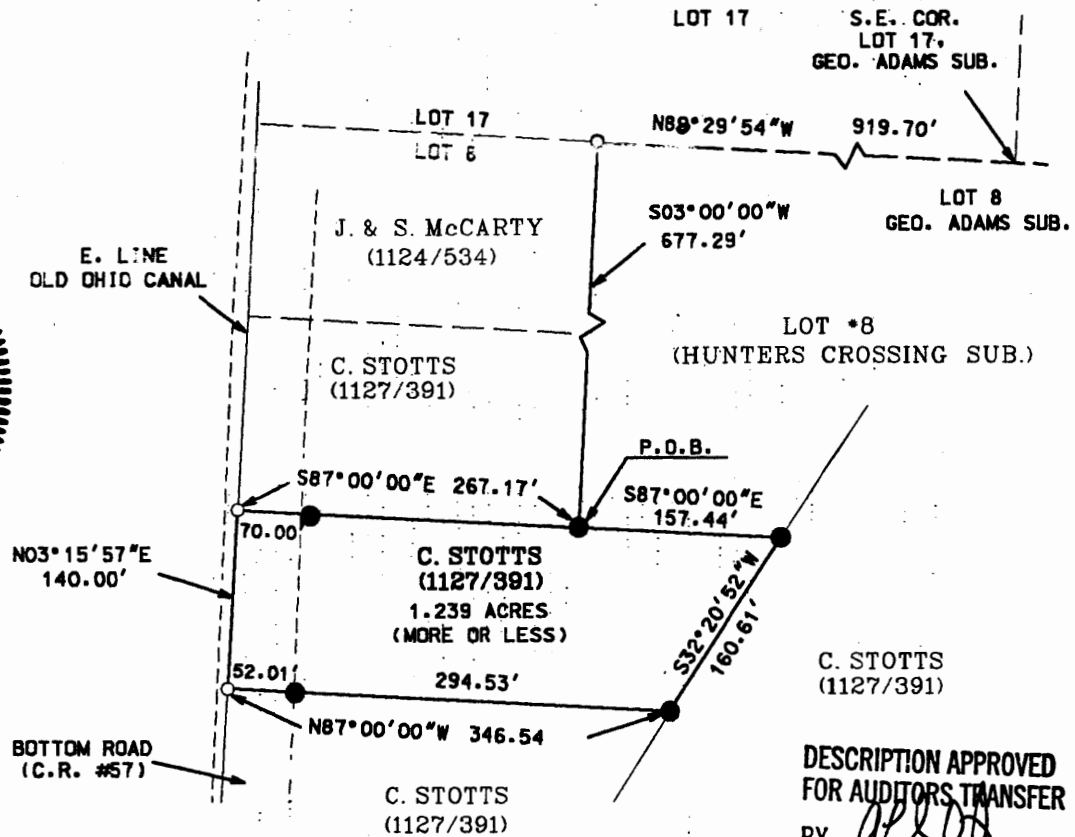 LOT 17
S.E. COR.
LOT 17,
GEO. ADAMS SUB.
LOT 17
LOT 8
N89°29'54"W 919.70'
LOT 8
GEO. ADAMS SUB.
J. & S. McCARTY
(1124/534)
S03°00'00"W
677.29'
E. LINE
OLD OHIO CANAL
LOT *8
(HUNTERS CROSSING SUB.)
C. STOTTS
(1127/391)
P.O.B.
S87°00'00"E 267.17'
S87°00'00"E
157.44'
70.00'
N03°15'57"E
140.00'
C. STOTTS
(1127/391)
1.239 ACRES
(MORE OR LESS)
S32°20'52"W
160.61'
C. STOTTS
(1127/391)
52.01'
294.53'
N87°00'00"W 346.54
BOTTOM ROAD
(C.R. #57)
C. STOTTS
(1127/391)
DESCRIPTION APPROVED
FOR AUDITORS TRANSFER
BY